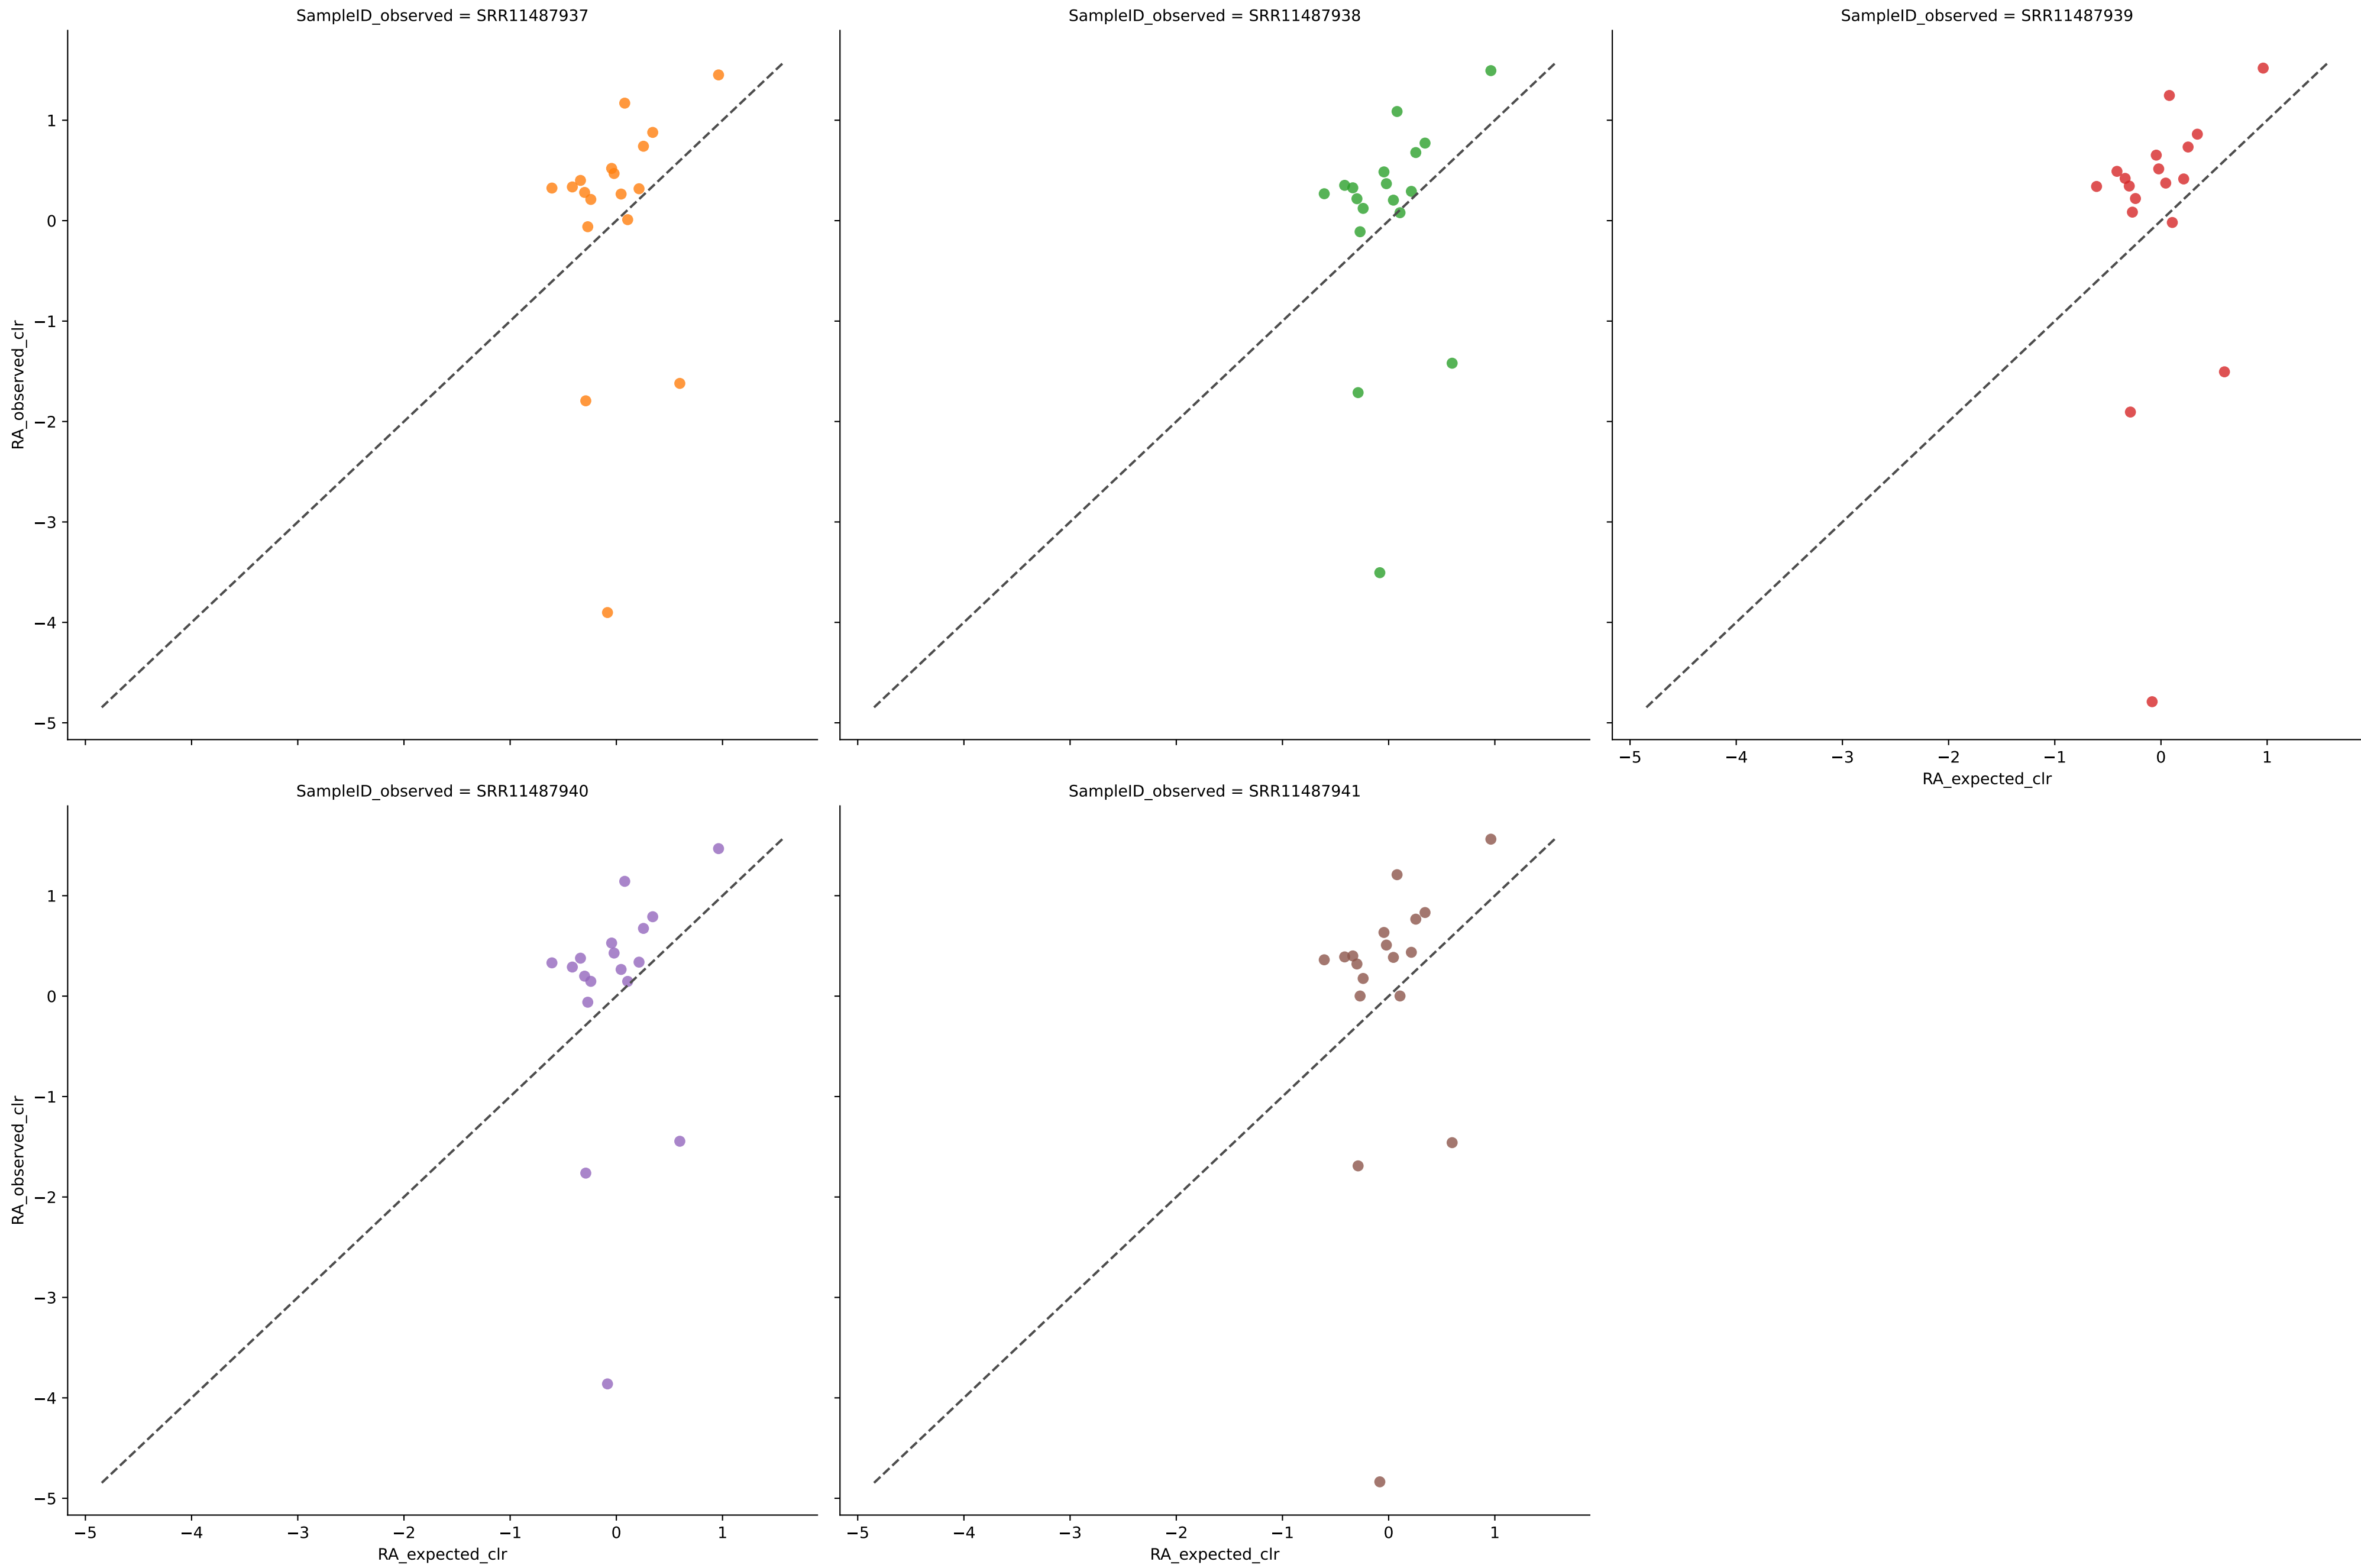 SampleID_observed = SRR11487937
SampleID_observed = SRR11487938
SampleID_observed = SRR11487939
RA_observed_clr
1
0
−1
−2
−3
−4
−5
−5 −4 −3 −2 −1 0 1
RA_expected_clr
SampleID_observed = SRR11487940
SampleID_observed = SRR11487941
RA_observed_clr
1
0
−1
−2
−3
−4
−5
−5 −4 −3 −2 −1 0 1
−5 −4 −3 −2 −1 0 1
RA_expected_clr
RA_expected_clr